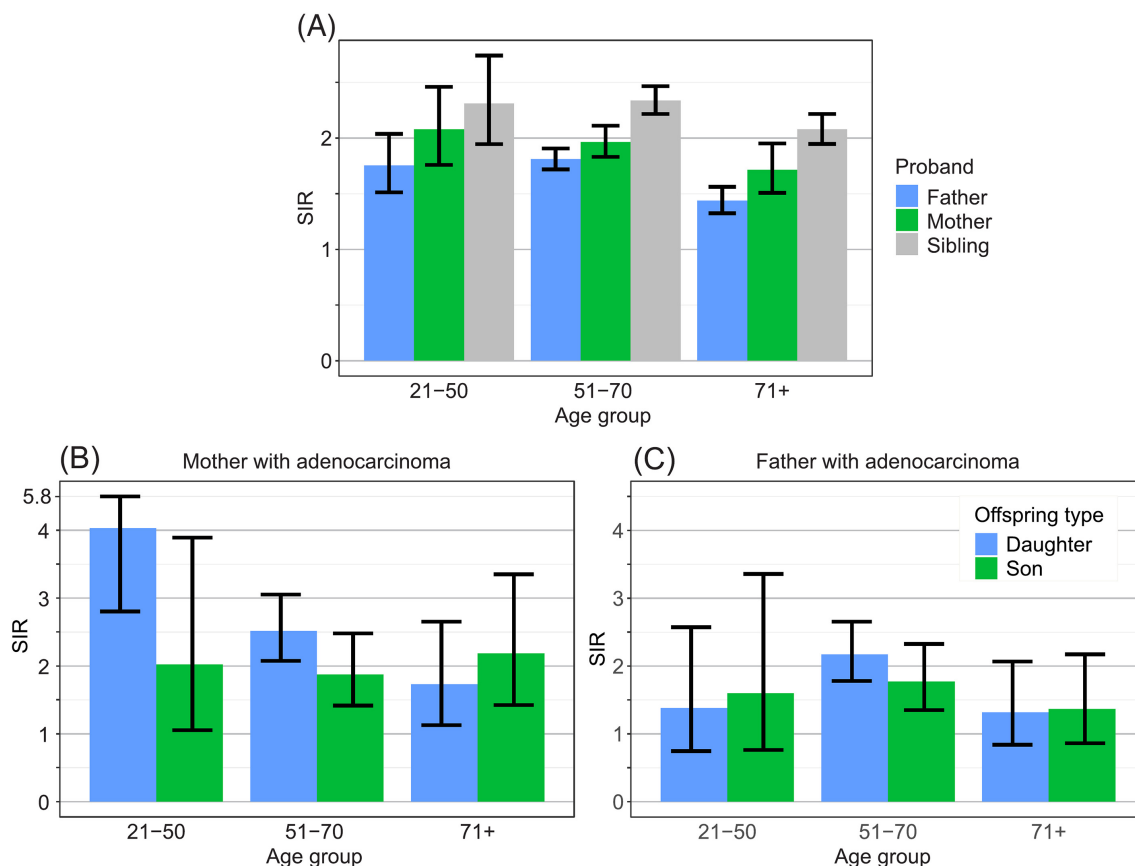 (A)
SIR
2
1
0
21−50 51−70 71+
Age group
Proband
Father
Mother
Sibling
(B) Mother with adenocarcinoma
SIR
5.8
4
3
2
1
0
21−50 51−70 71+
Age group
(C) Father with adenocarcinoma
SIR
4
3
2
1
0
21−50 51−70 71+
Age group
Offspring type
Daughter
Son